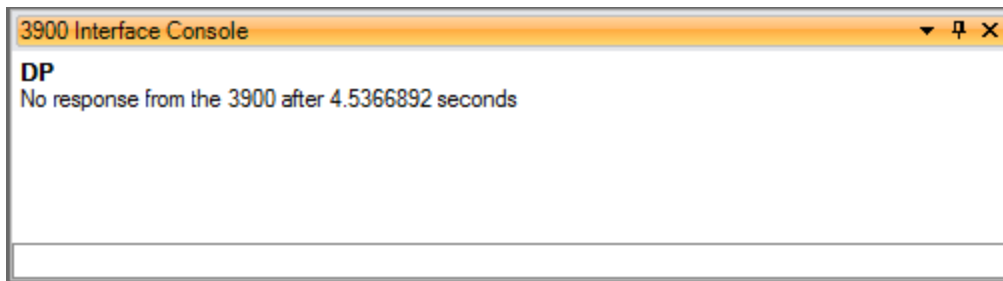 3900 Interface Console
DP
No response from the 3900 after 4.5366892 seconds